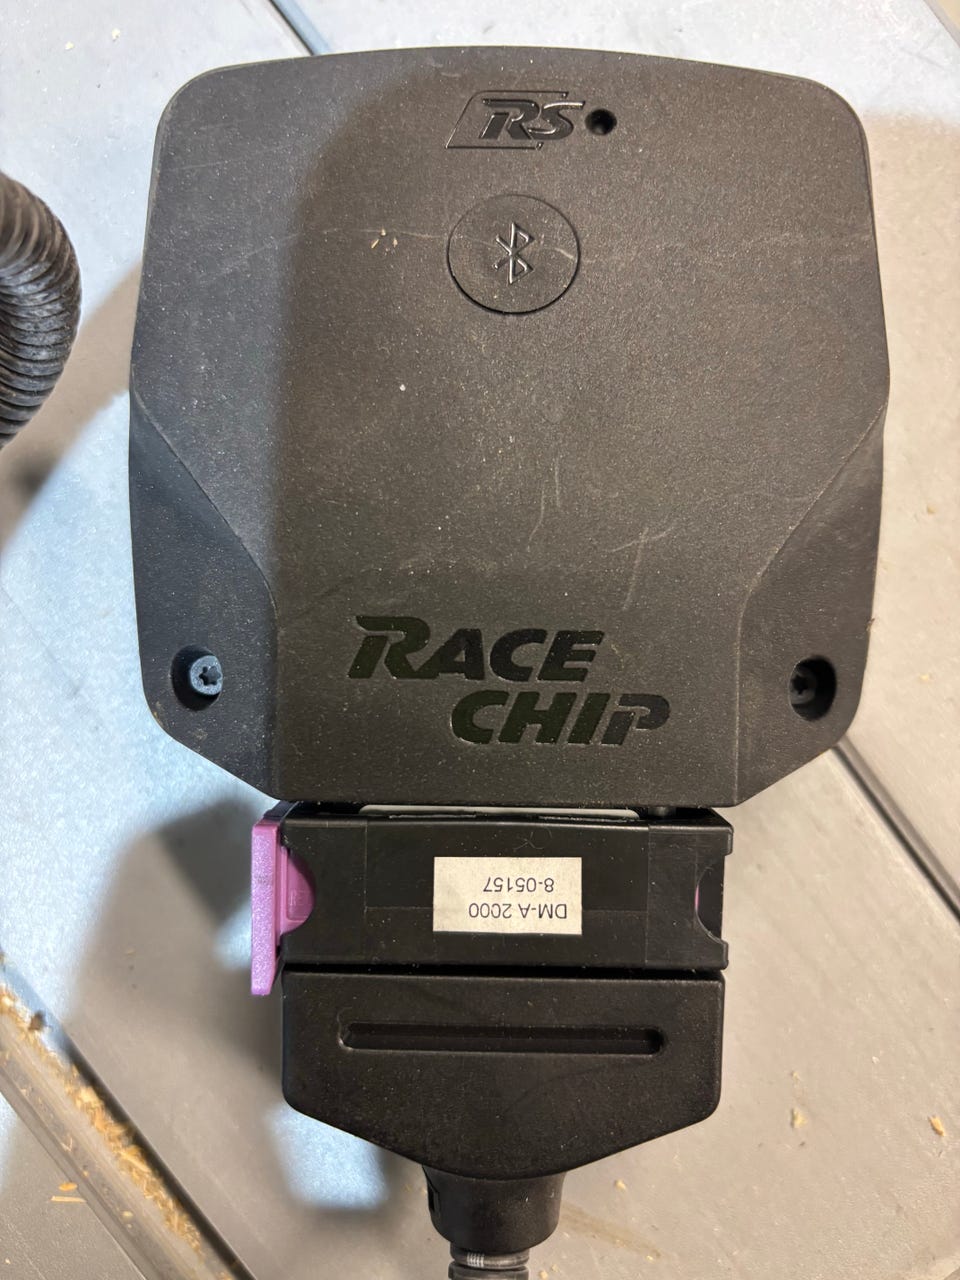 RS
RACE
CHIP
DM-A 2000
8-05157